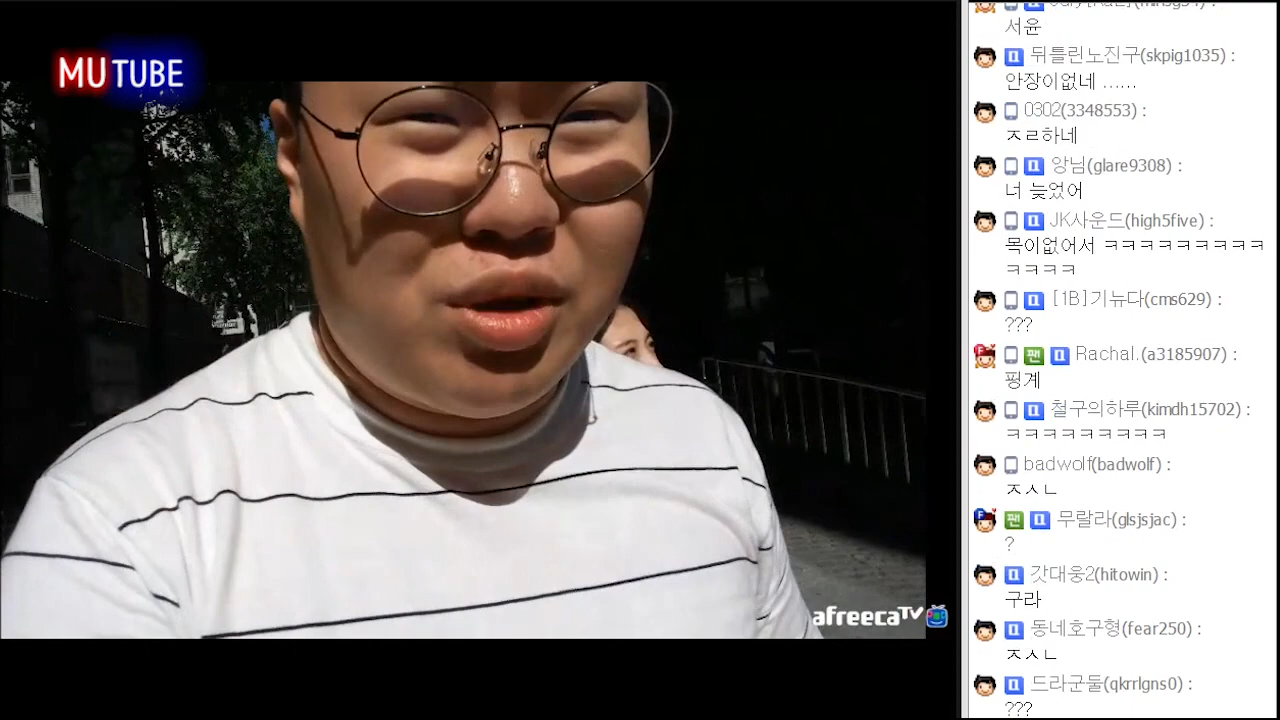 MUTUBE
afreecaTV
서윤
뒤틀린노진구(skpig1035) :
안장이없네 ……
0302(3348553) :
ㅈㄹ하네
앙님(glare9308) :
너 늦었어
JK사운드(high5five) :
목이없어서 ㅋㅋㅋㅋㅋㅋㅋㅋㅋ
ㅋㅋㅋㅋ
[1B]기뉴다(cms629) :
???
팬 Rachal.(a3185907) :
핑계
철구의하루(kimdh15702) :
ㅋㅋㅋㅋㅋㅋㅋㅋㅋ
badwolf(badwolf) :
ㅈㅅㄴ
팬 무랄라(glsjsjac) :
?
갓대웅2(hitowin) :
구라
동네호구형(fear250) :
ㅈㅅㄴ
드라군둘(qkrrlgns0) :
???